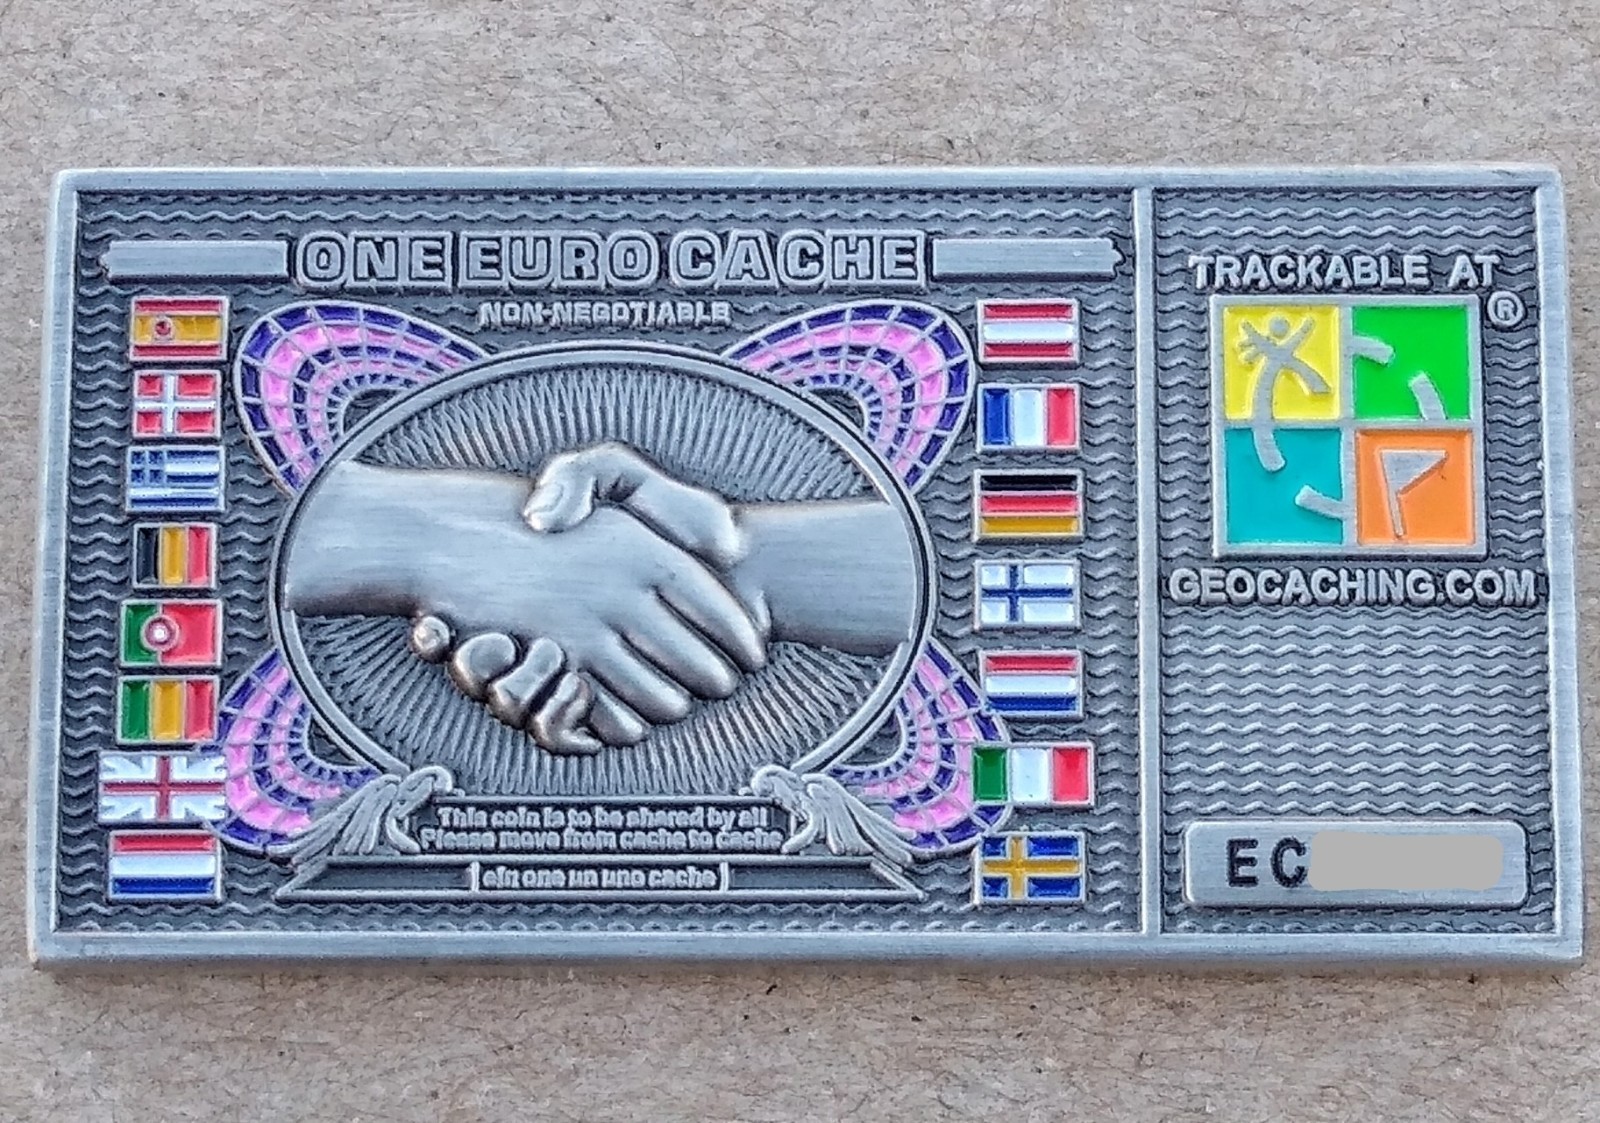 ONE EURO CACHE
NON-NEGOTIABLE
This coin is to be shared by all
Please move from cache to cache
ein one un uno cache
TRACKABLE AT
®
GEOCACHING.COM
EC